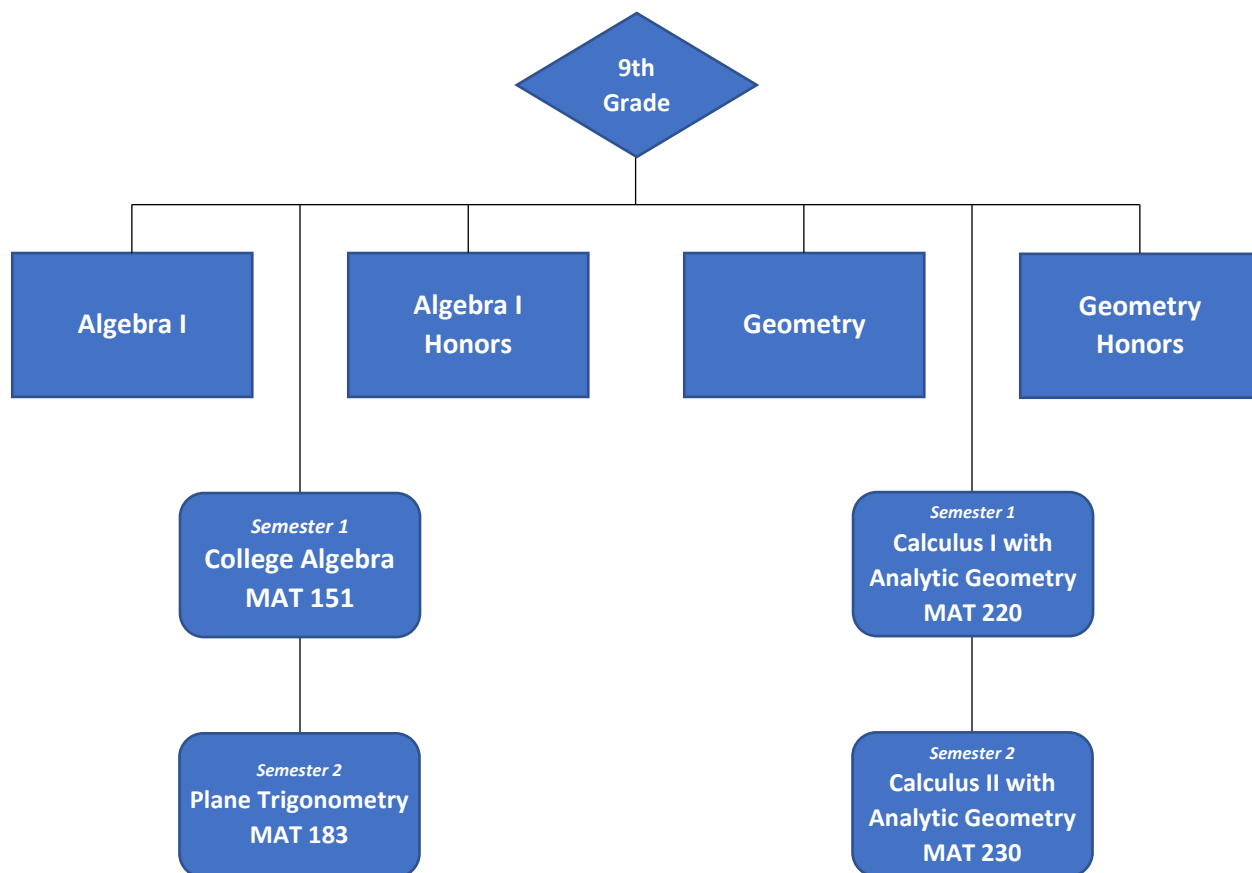 9th
Grade
Algebra I
Algebra I
Honors
Geometry
Geometry
Honors
Semester 1
College Algebra
MAT 151
Semester 1
Calculus I with
Analytic Geometry
MAT 220
Semester 2
Plane Trigonometry
MAT 183
Semester 2
Calculus II with
Analytic Geometry
MAT 230